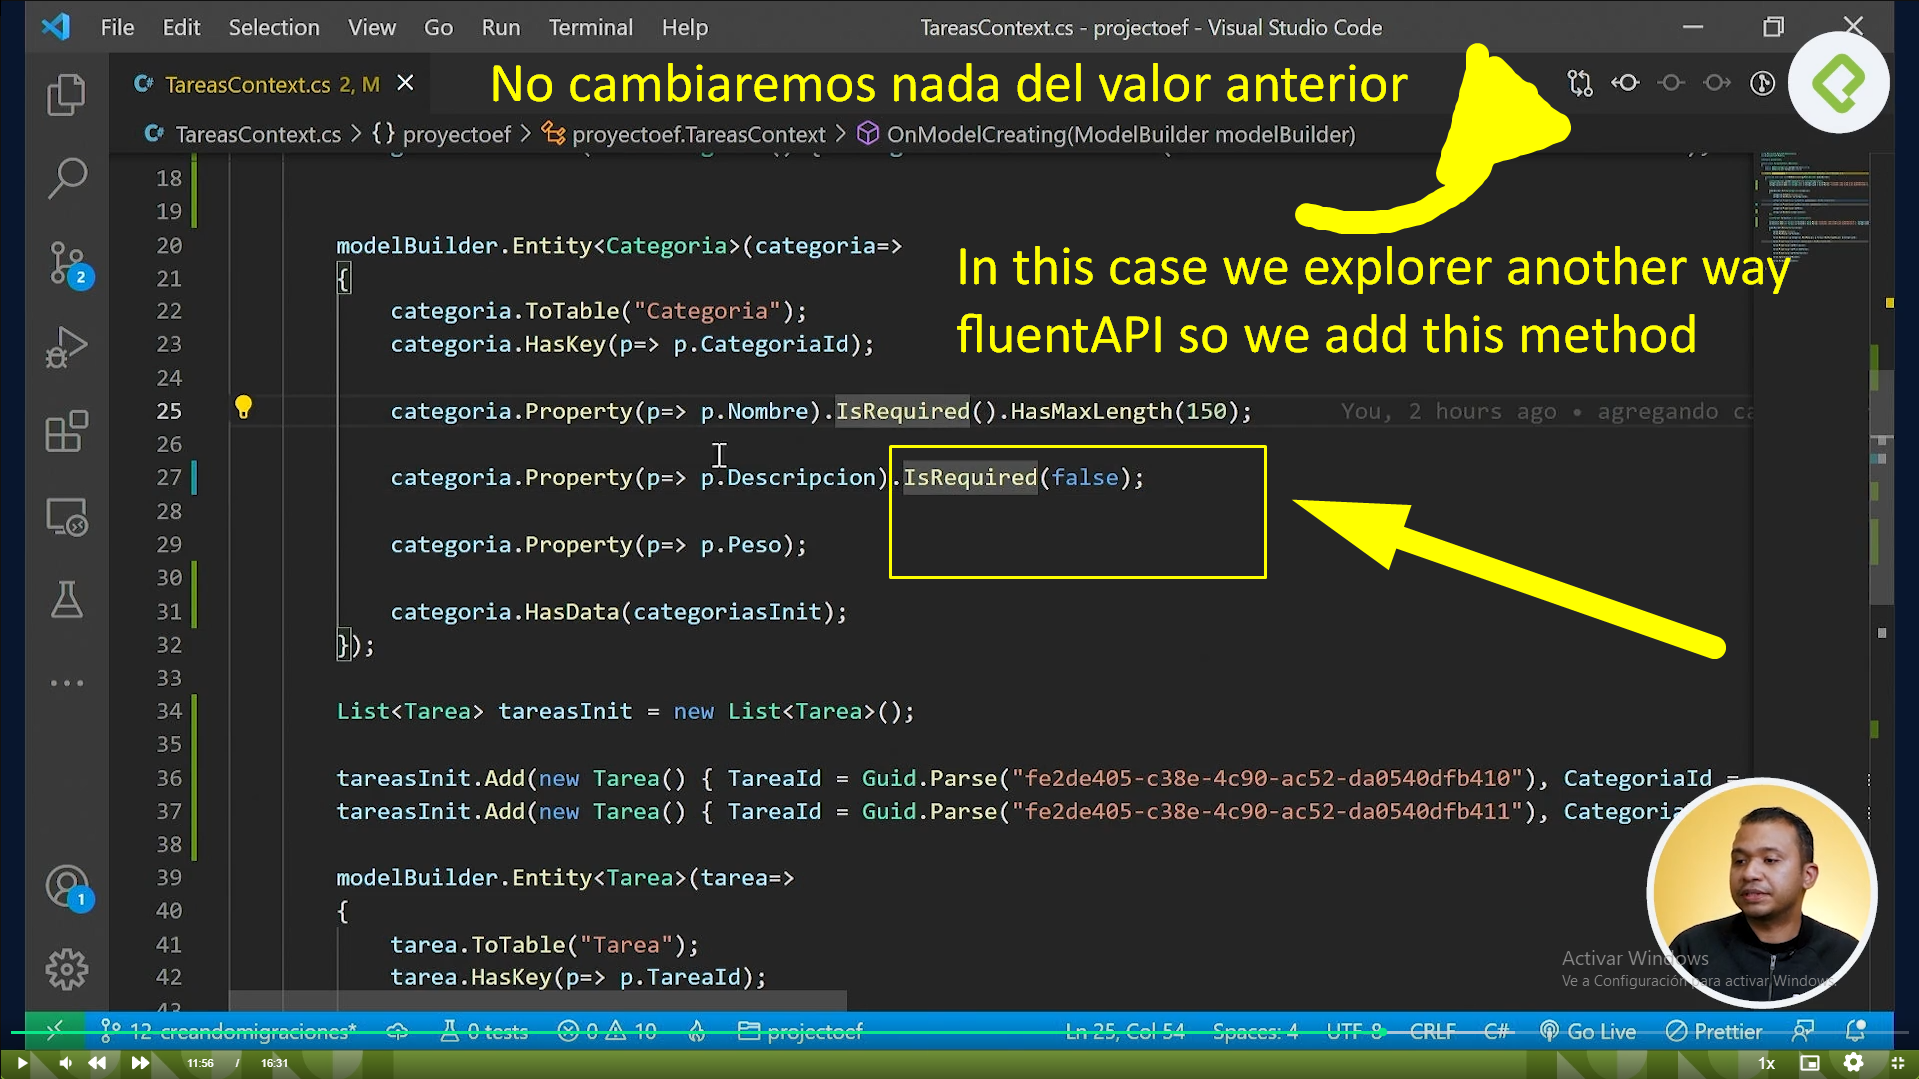 File Edit Selection View Go Run Terminal Help TareasContext.cs - projectoef - Visual Studio Code
TareasContext.cs 2, M
No cambiaremos nada del valor anterior
TareasContext.cs > {} proyectoef > proyectoef.TareasContext > OnModelCreating(ModelBuilder modelBuilder)
18
19
20 modelBuilder.Entity<Categoria>(categoria=>
21 {
In this case we explorer another way
22 categoria.ToTable("Categoria");
23 categoria.HasKey(p=> p.CategoriaId);
fluentAPI so we add this method
24
25 categoria.Property(p=> p.Nombre).IsRequired().HasMaxLength(150); You, 2 hours ago • agregando ca
26
27 categoria.Property(p=> p.Descripcion).IsRequired(false);
28
29 categoria.Property(p=> p.Peso);
30
31 categoria.HasData(categoriasInit);
32 });
33
34 List<Tarea> tareasInit = new List<Tarea>();
35
36 tareasInit.Add(new Tarea() { TareaId = Guid.Parse("fe2de405-c38e-4c90-ac52-da0540dfb410"), CategoriaId =
37 tareasInit.Add(new Tarea() { TareaId = Guid.Parse("fe2de405-c38e-4c90-ac52-da0540dfb411"), Categoria
38
39 modelBuilder.Entity<Tarea>(tarea=>
40 {
41 tarea.ToTable("Tarea");
42 tarea.HasKey(p=> p.TareaId);
43
2
1
Activar Windows
Ve a Configuración para activar Windows.
12-creandomigraciones* 0 tests 0 10 projectoef Ln 25, Col 54 Spaces: 4 UTF-8 CRLF C# Go Live Prettier
11:56 / 16:31 1x